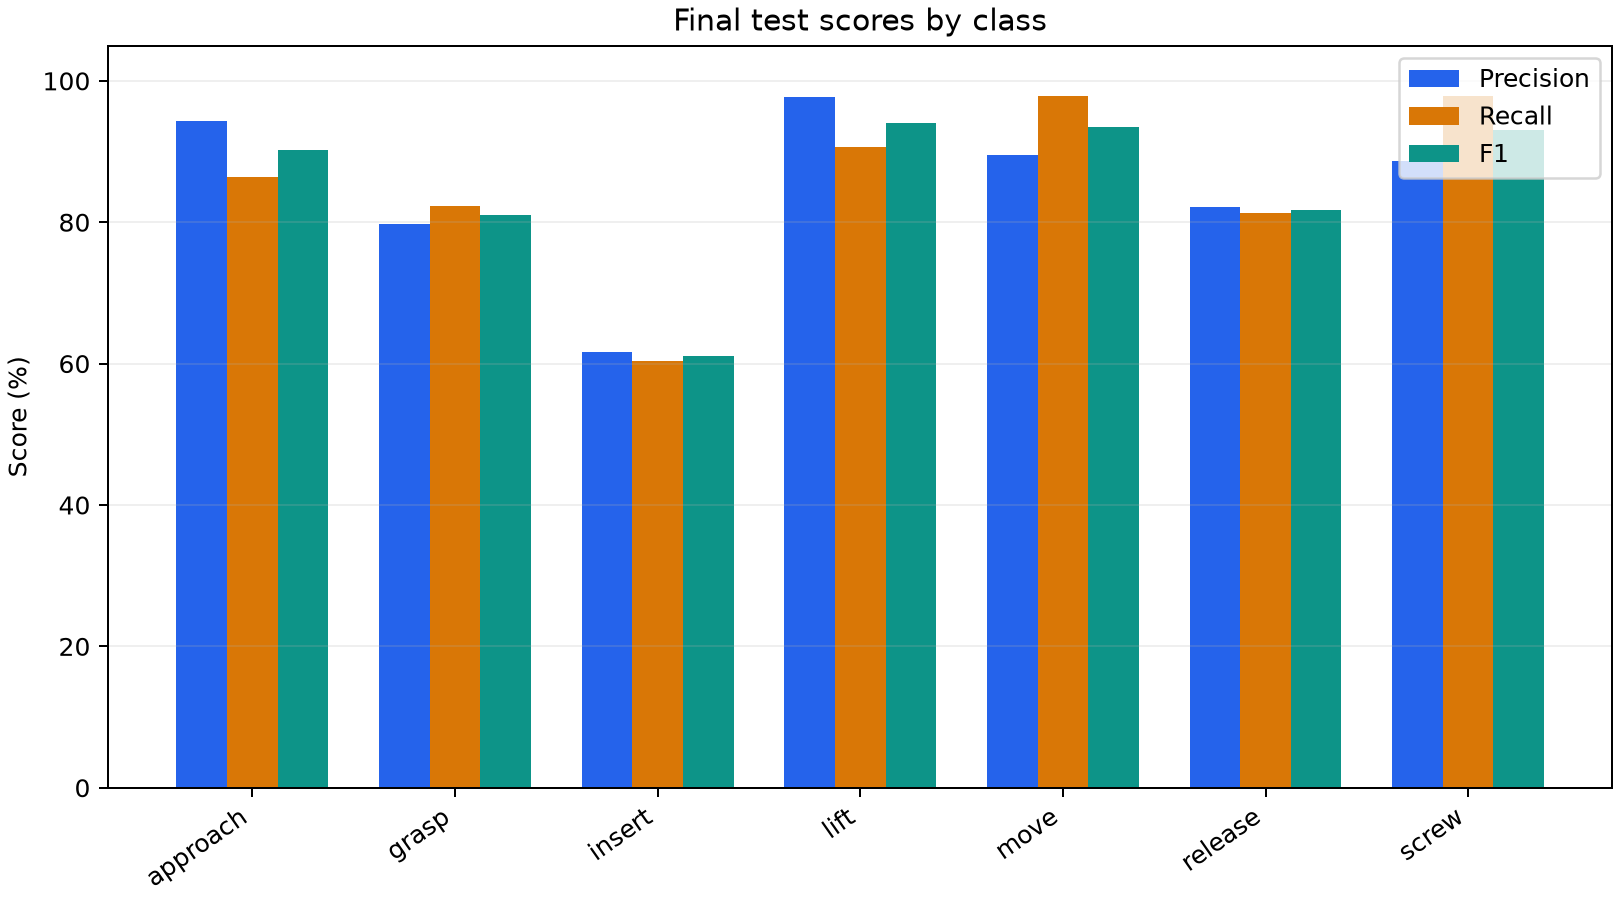 Final test scores by class
Precision
Recall
F1
Score (%)
100
80
60
40
20
0
approach
grasp
insert
lift
move
release
screw